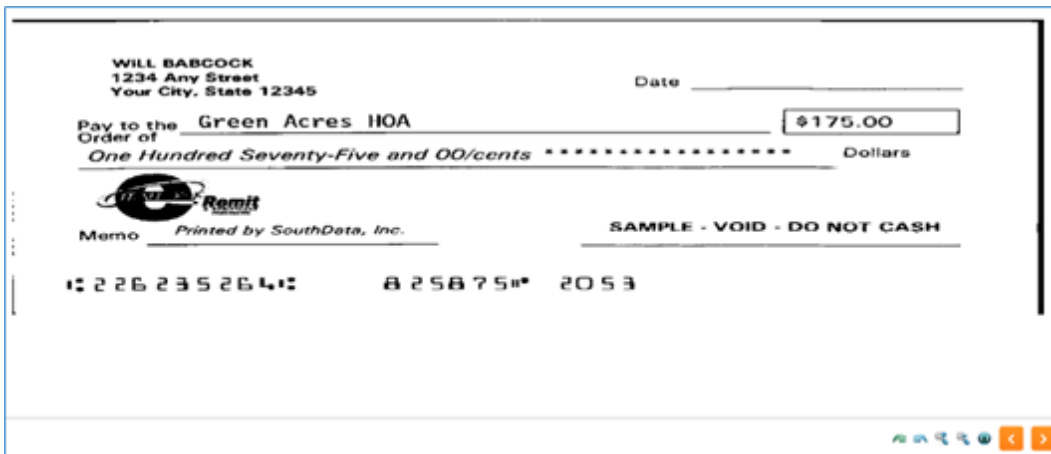 WILL BABCOCK
1234 Any Street
Your City, State 12345
Date
Pay to the Order of Green Acres HOA $175.00
One Hundred Seventy-Five and 00/cents ***************** Dollars
e Remit
Memo Printed by SouthData, Inc. SAMPLE - VOID - DO NOT CASH
⑆226235264⑆ 825875⑈ 2053